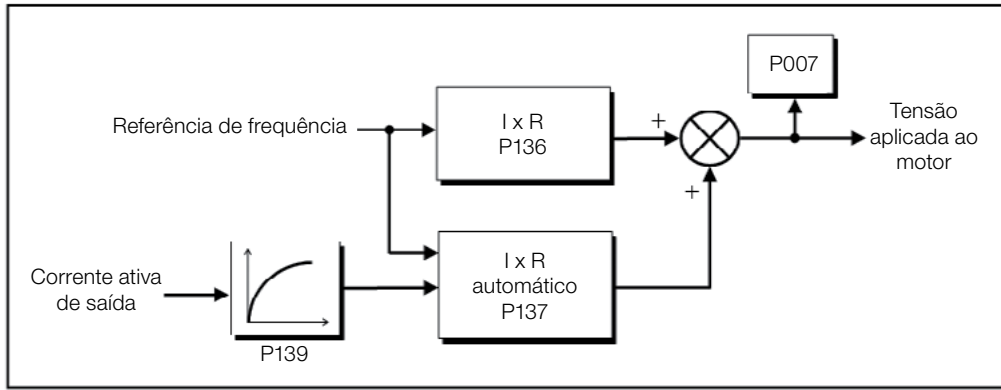 P007
Referência de frequência
I x R
P136
+
Tensão
aplicada ao
motor
+
Corrente ativa
de saída
I x R
automático
P137
P139